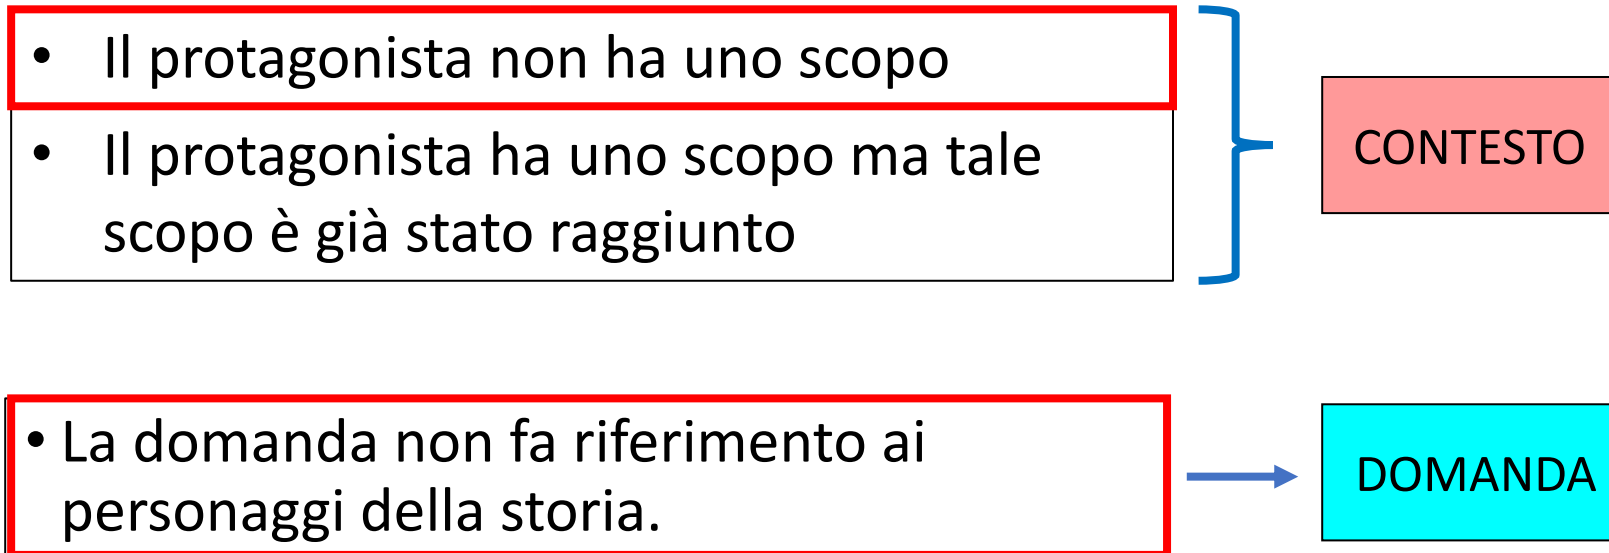 • Il protagonista non ha uno scopo
• Il protagonista ha uno scopo ma tale
scopo è già stato raggiunto
CONTESTO
• La domanda non fa riferimento ai
personaggi della storia.
DOMANDA